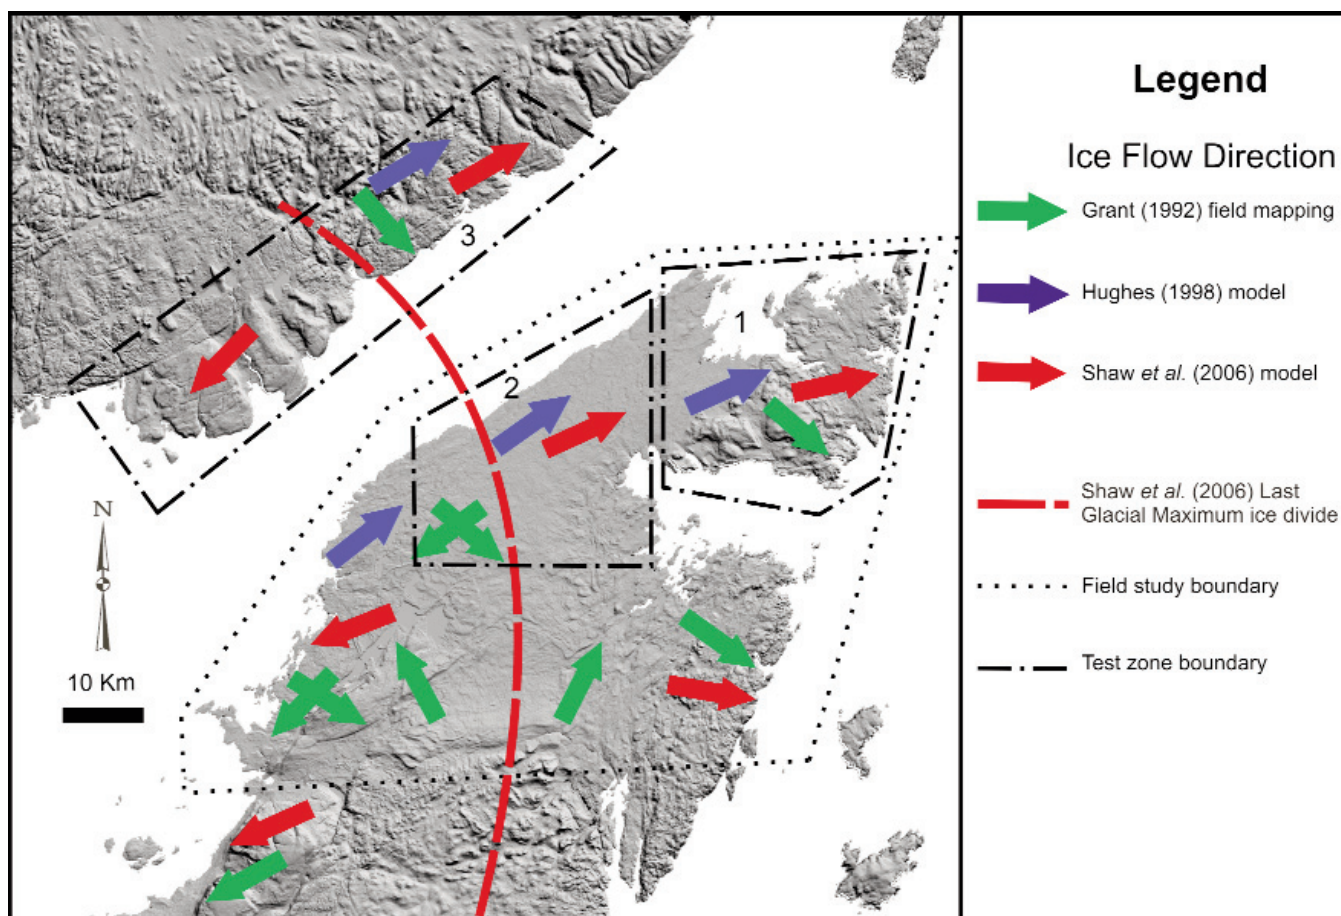 3
1
2
N
10 Km
Legend
Ice Flow Direction
Grant (1992) field mapping
Hughes (1998) model
Shaw et al. (2006) model
Shaw et al. (2006) Last
Glacial Maximum ice divide
Field study boundary
Test zone boundary